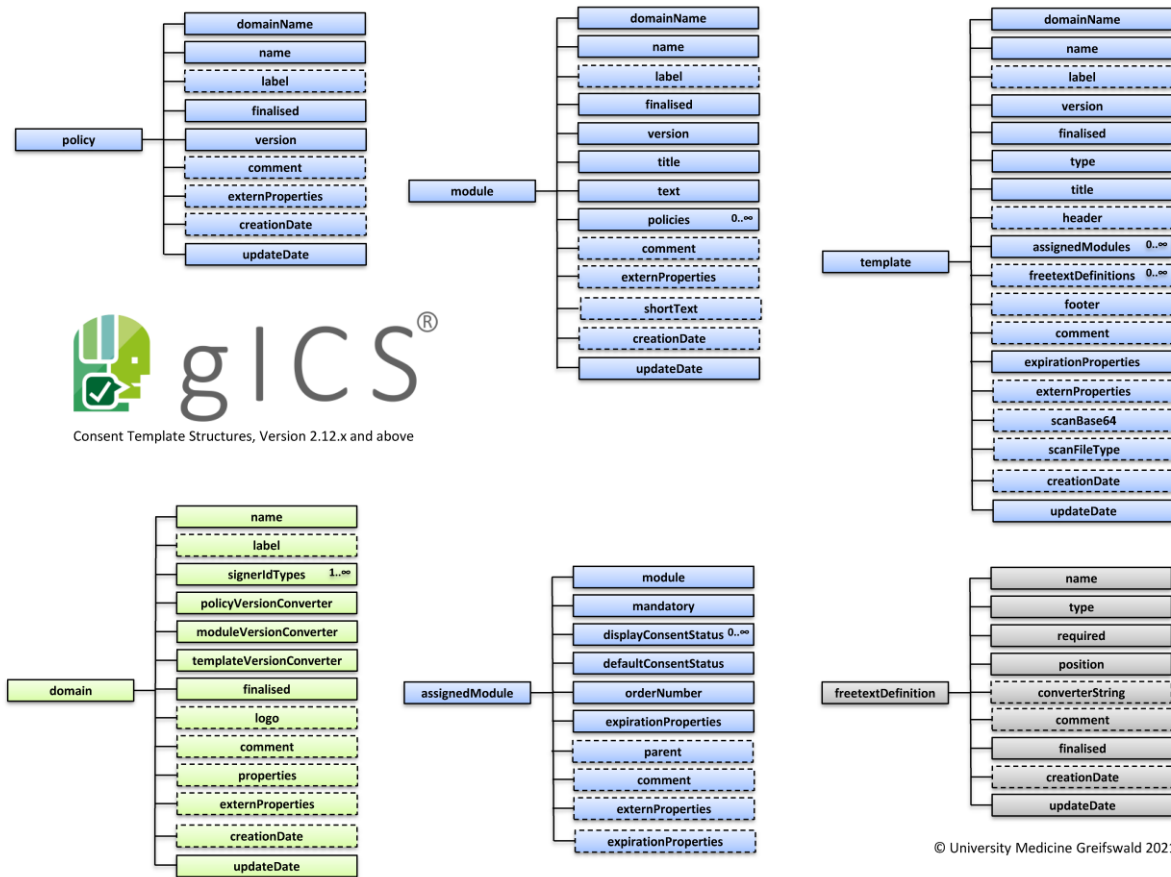 policy
domainName
name
label
finalised
version
comment
externProperties
creationDate
updateDate
module
domainName
name
label
finalised
version
title
text
policies 0..∞
comment
externProperties
shortText
creationDate
updateDate
template
domainName
name
label
version
finalised
type
title
header
assignedModules 0..∞
freetextDefinitions 0..∞
footer
comment
expirationProperties
externProperties
scanBase64
scanFileType
creationDate
updateDate
gICS®
Consent Template Structures, Version 2.12.x and above
domain
name
label
signerIdTypes 1..∞
policyVersionConverter
moduleVersionConverter
templateVersionConverter
finalised
logo
comment
properties
externProperties
creationDate
updateDate
assignedModule
module
mandatory
displayConsentStatus 0..∞
defaultConsentStatus
orderNumber
expirationProperties
parent
comment
externProperties
expirationProperties
freetextDefinition
name
type
required
position
converterString
comment
finalised
creationDate
updateDate
© University Medicine Greifswald 2021